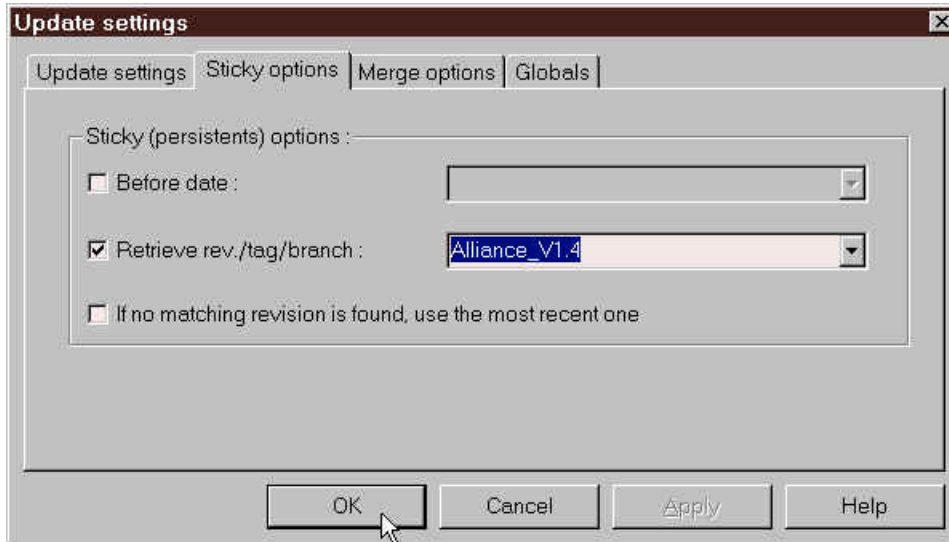 Update settings
Update settings Sticky options Merge options Globals
Sticky (persistents) options :
Before date :
Retrieve rev./tag/branch : Alliance_V1.4
If no matching revision is found, use the most recent one
OK Cancel Apply Help